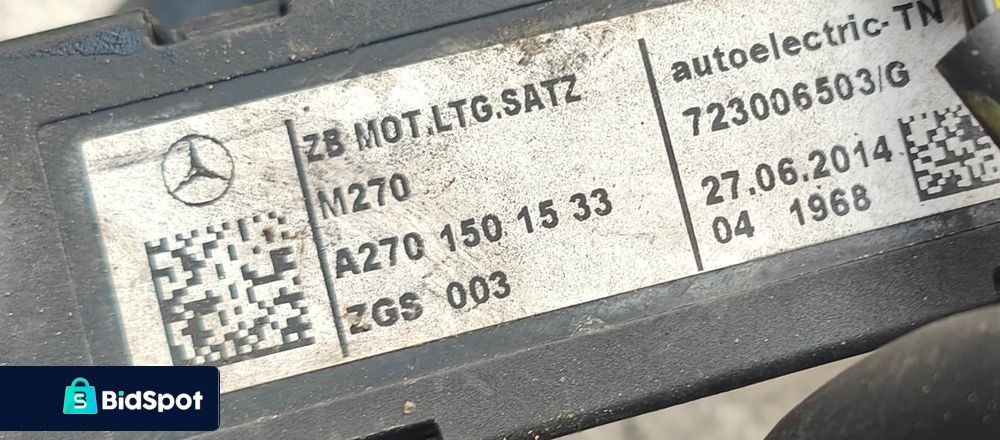 ZB MOT.LTG.SATZ
M270
A270 150 15 33
ZGS 003
autoelectric-TN
723006503/G
27.06.2014
04 1968
BidSpot